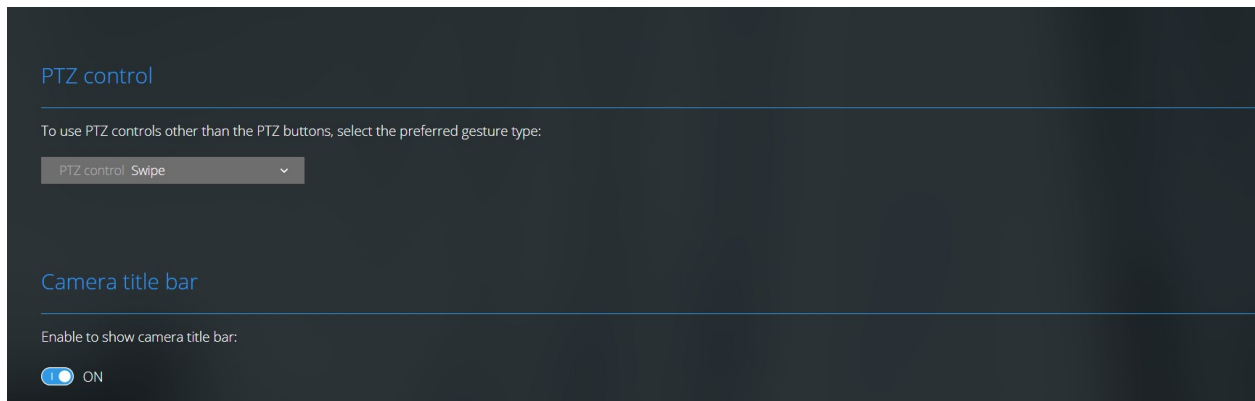 PTZ control
To use PTZ controls other than the PTZ buttons, select the preferred gesture type:
PTZ control Swipe
Camera title bar
Enable to show camera title bar:
ON